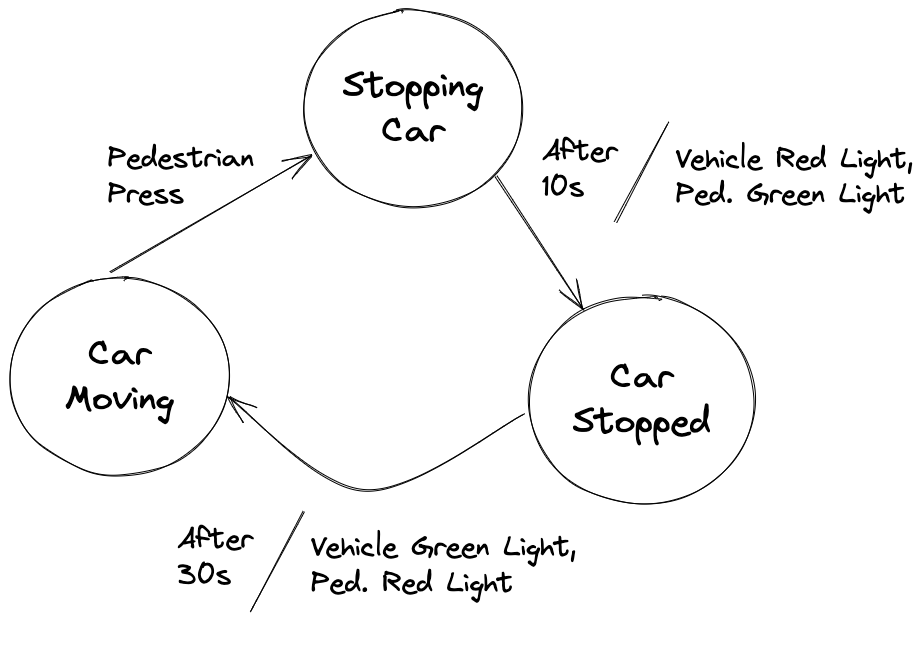 Stopping
Car
Pedestrian
Press
After
10s
Vehicle Red Light,
Ped. Green Light
Car
Moving
Car
Stopped
After
30s
Vehicle Green Light,
Ped. Red Light